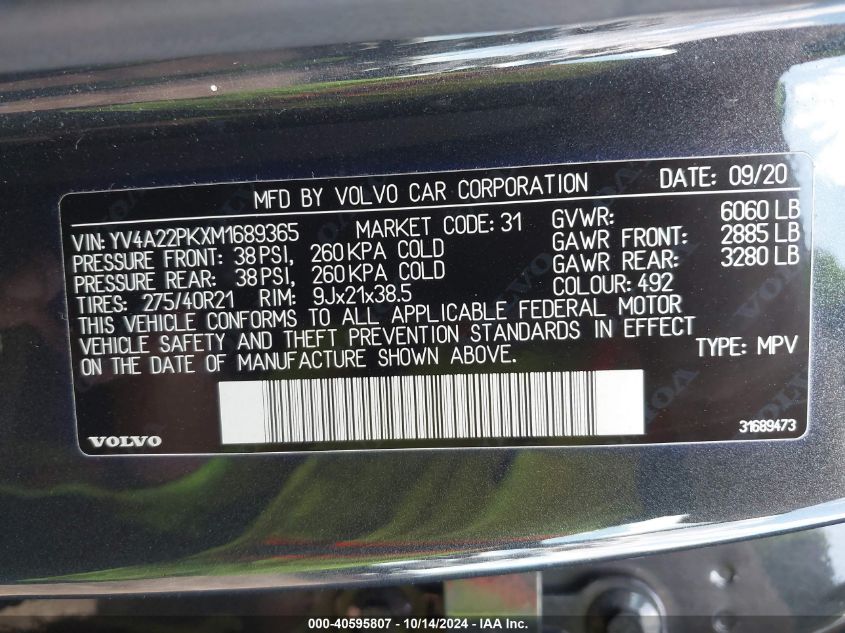 MFD BY VOLVO CAR CORPORATION DATE: 09/20
VIN: YV4A22PKXM1689365 MARKET CODE: 31 GVWR: 6060 LB
PRESSURE FRONT: 38 PSI, 260 KPA COLD GAWR FRONT: 2885 LB
PRESSURE REAR: 38 PSI, 260 KPA COLD GAWR REAR: 3280 LB
TIRES: 275/40R21 RIM: 9Jx21x38.5 COLOUR: 492
THIS VEHICLE CONFORMS TO ALL APPLICABLE FEDERAL MOTOR
VEHICLE SAFETY AND THEFT PREVENTION STANDARDS IN EFFECT
ON THE DATE OF MANUFACTURE SHOWN ABOVE. TYPE: MPV
VOLVO 31689473
000-40595807 - 10/14/2024 - 1IAA, Inc.